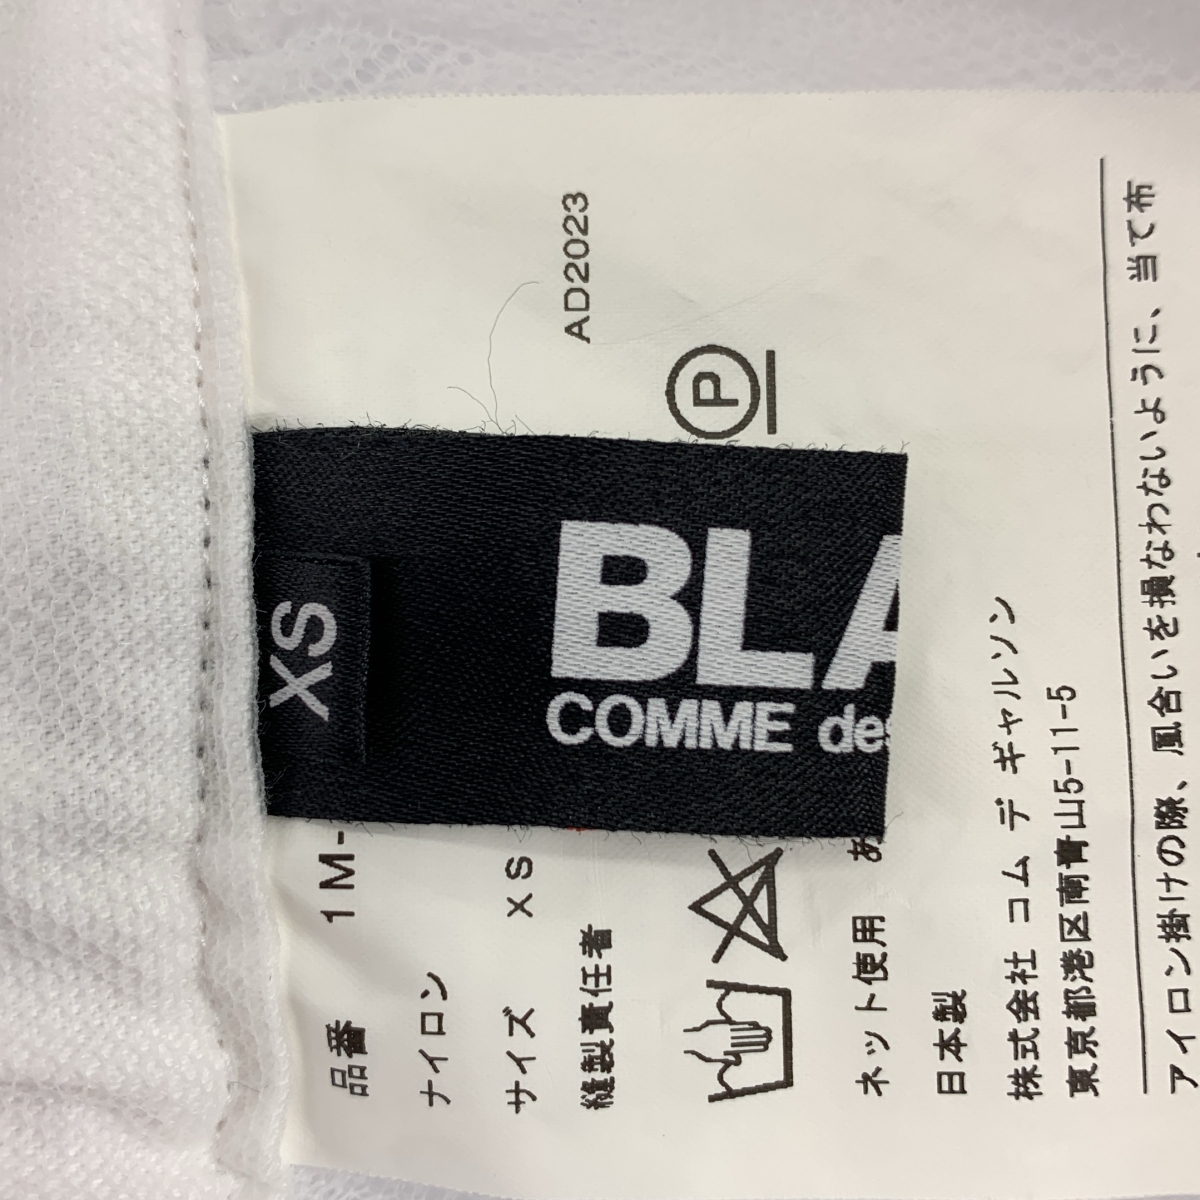 XS
BLA
COMME des
品番 1M-
ナイロン
サイズ XS
縫製責任者
AD2023
P
ネット使用 あ
日本製
株式会社 コム デ ギャルソン
東京都港区南青山5-11-5
アイロン掛けの際、風合いを損なわないように、当て布